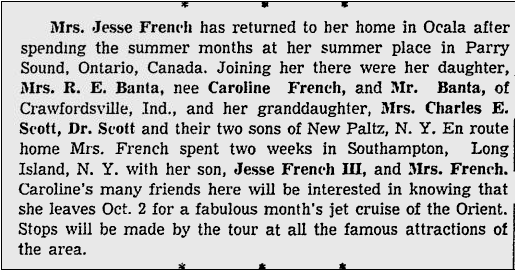 * * *
Mrs. Jesse French has returned to her home in Ocala after
spending the summer months at her summer place in Parry
Sound, Ontario, Canada. Joining her there were her daughter,
Mrs. R. E. Banta, nee Caroline French, and Mr. Banta, of
Crawfordsville, Ind., and her granddaughter, Mrs. Charles E.
Scott, Dr. Scott and their two sons of New Paltz, N. Y. En route
home Mrs. French spent two weeks in Southampton, Long
Island, N. Y. with her son, Jesse French III, and Mrs. French.
Caroline's many friends here will be interested in knowing that
she leaves Oct. 2 for a fabulous month's jet cruise of the Orient.
Stops will be made by the tour at all the famous attractions of
the area.
* * *